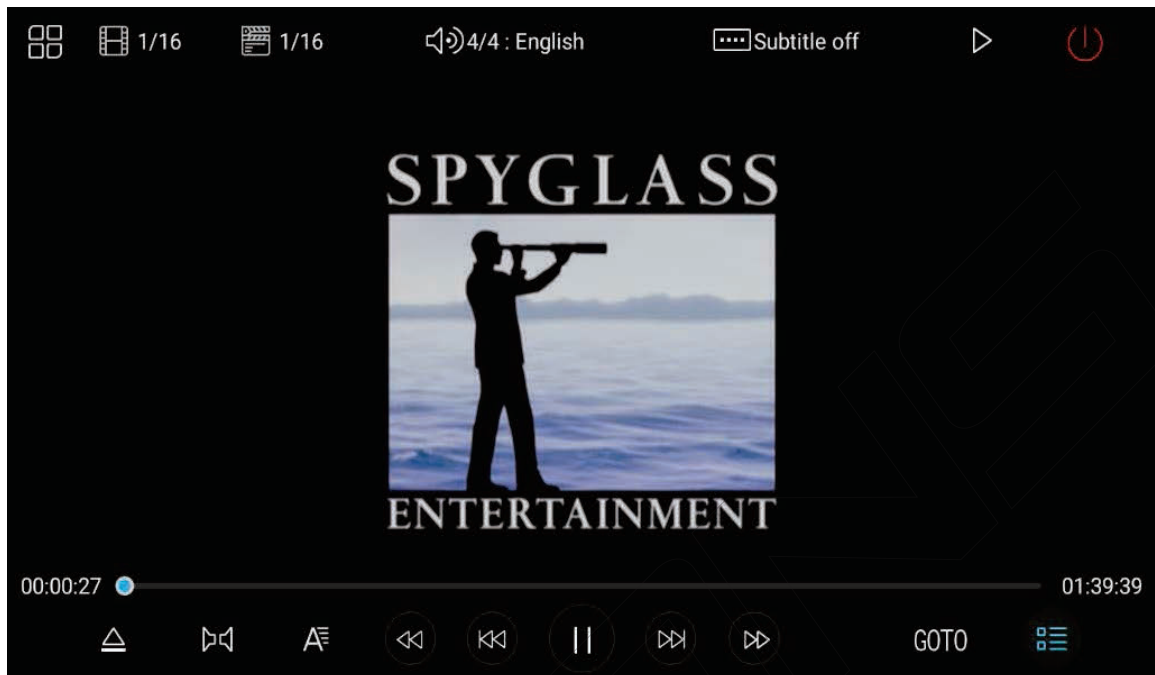 1/16 1/16 4/4 : English Subtitle off
SPYGLASS
ENTERTAINMENT
00:00:27 01:39:39
A GOTO